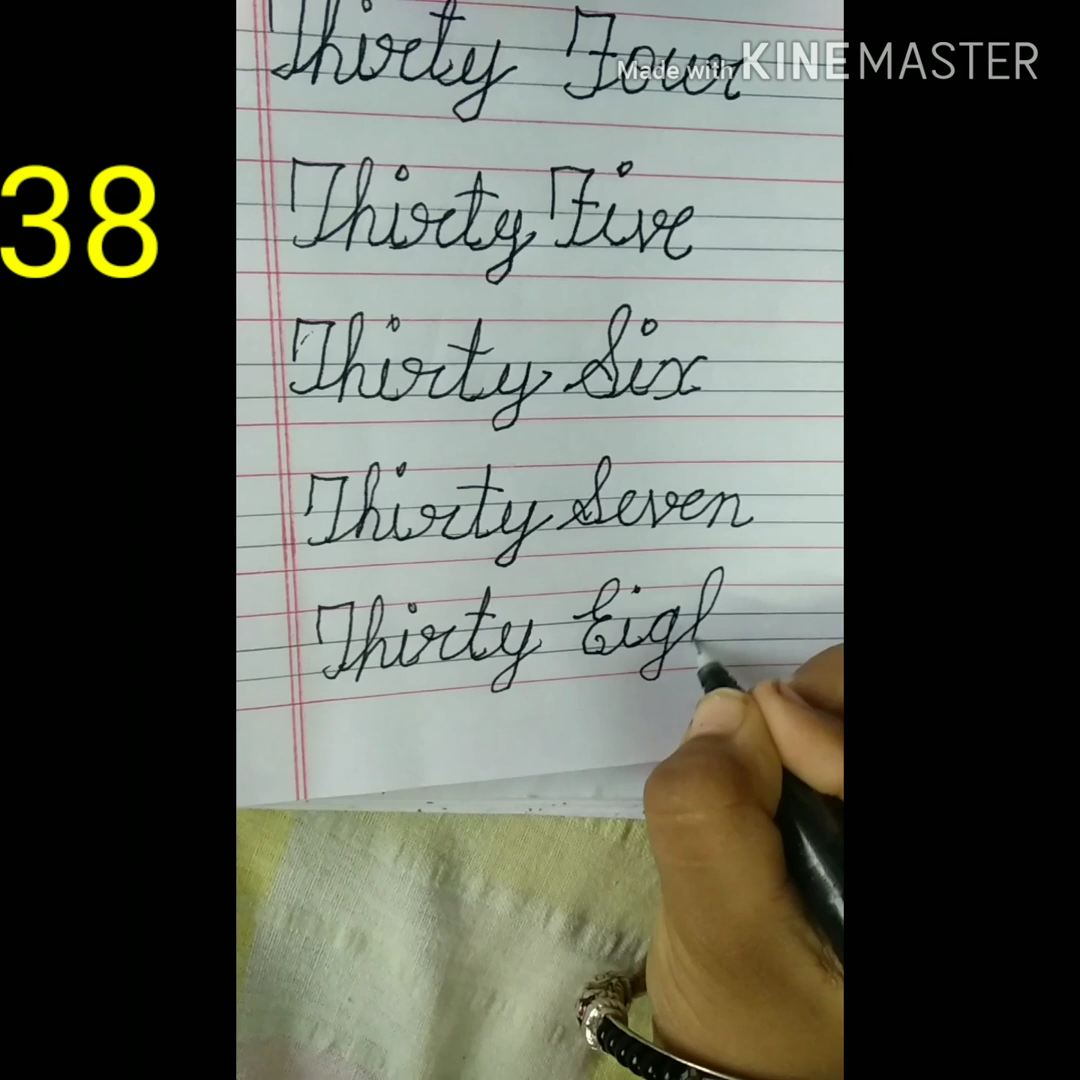 Thirty Four
Made with KINEMASTER
38
Thirty Five
Thirty Six
Thirty Seven
Thirty Eigh